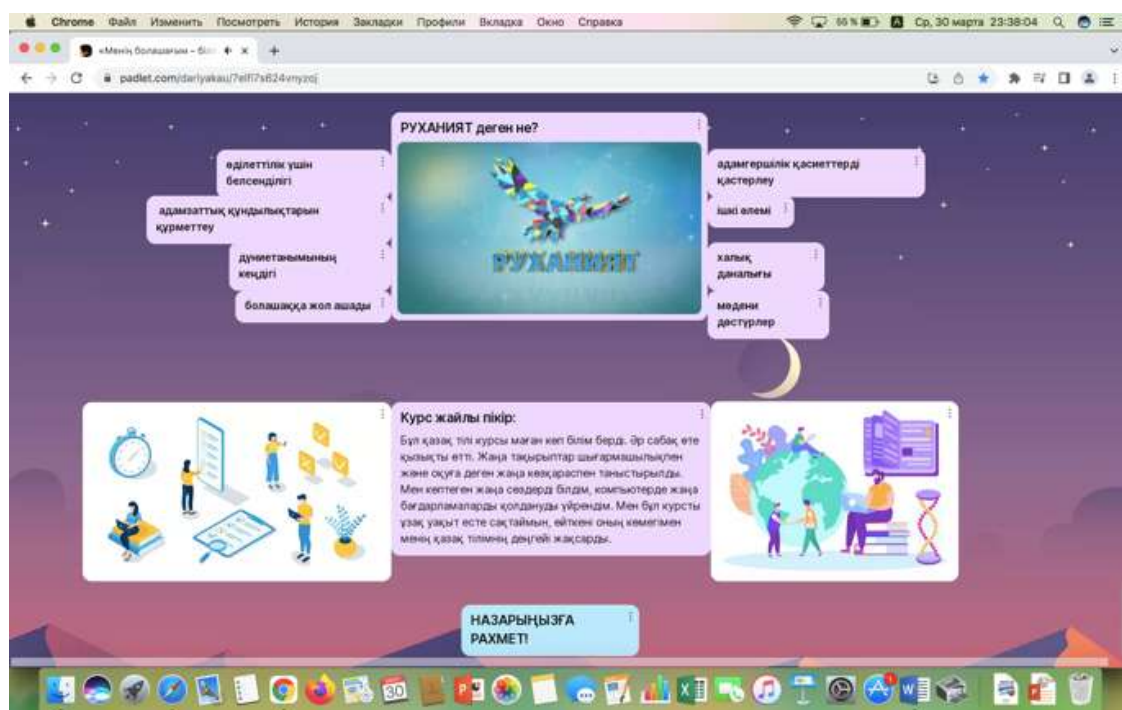 Chrome Файл Изменить Посмотреть История Закладки Профили Вкладка Окно Справка
Ср, 30 марта 23:38:04
«Менің болашағым – біл
padlet.com/dariyakau/
РУХАНИЯТ деген не?
әділеттілік үшін
белсенділігі
адамзаттық құндылықтарын
құрметтеу
дүниетанымының
кеңдігі
болашаққа жол ашады
РУХАНИЯТ
адамгершілік қасиеттерді
қастерлеу
ішкі әлемі
халық
даналығы
мәдени
дәстүрлер
Курс жайлы пікір:
Бұл қазақ тілі курсы маған көп білім берді. Әр сабақ өте
қызықты өтті. Жаңа тақырыптар шығармашылықпен
және оқуға деген жаңа көзқараспен таныстырылды.
Мен көптеген жаңа сөздерді білдім, компьютерде жаңа
бағдарламаларды қолдануды үйрендім. Мен бұл курсты
ұзақ уақыт есте сақтаймын, өйткені оның көмегімен
менің қазақ тілімнің деңгейі жақсарды.
НАЗАРЫҢЫЗҒА
РАХМЕТ!
30